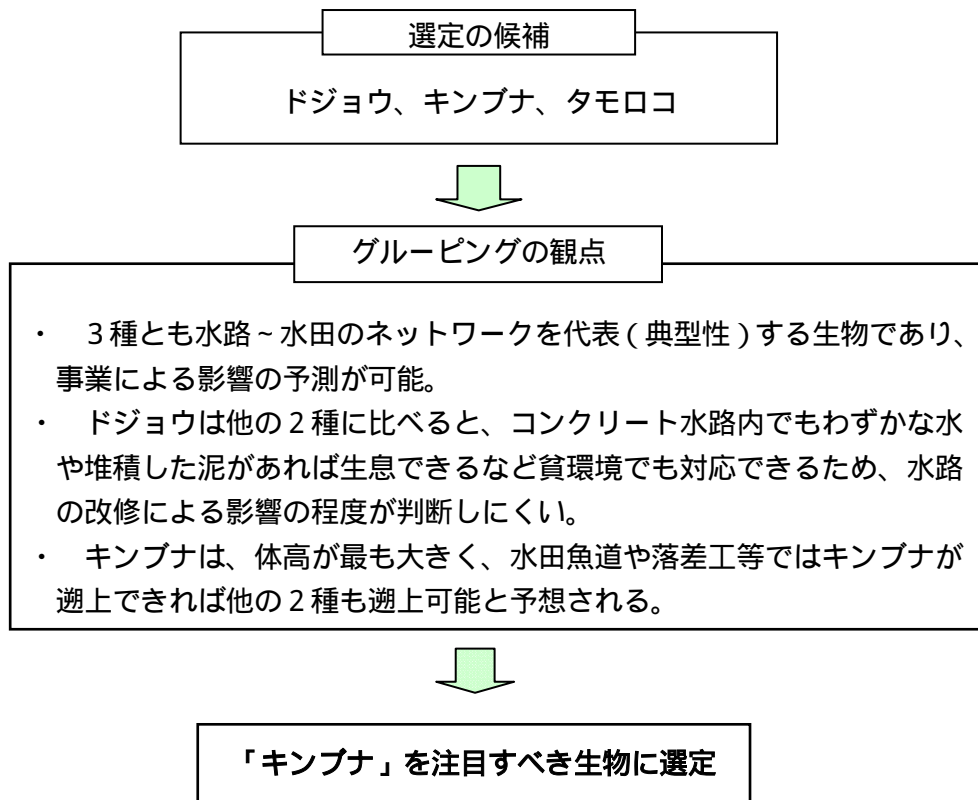 選定の候補
ドジョウ、キンブナ、タモロコ
グルーピングの観点
・　３種とも水路～水田のネットワークを代表（典型性）する生物であり、
事業による影響の予測が可能。
・　ドジョウは他の２種に比べると、コンクリート水路内でもわずかな水
や堆積した泥があれば生息できるなど貧環境でも対応できるため、水路
の改修による影響の程度が判断しにくい。
・　キンブナは、体高が最も大きく、水田魚道や落差工等ではキンブナが
遡上できれば他の２種も遡上可能と予想される。
「キンブナ」を注目すべき生物に選定